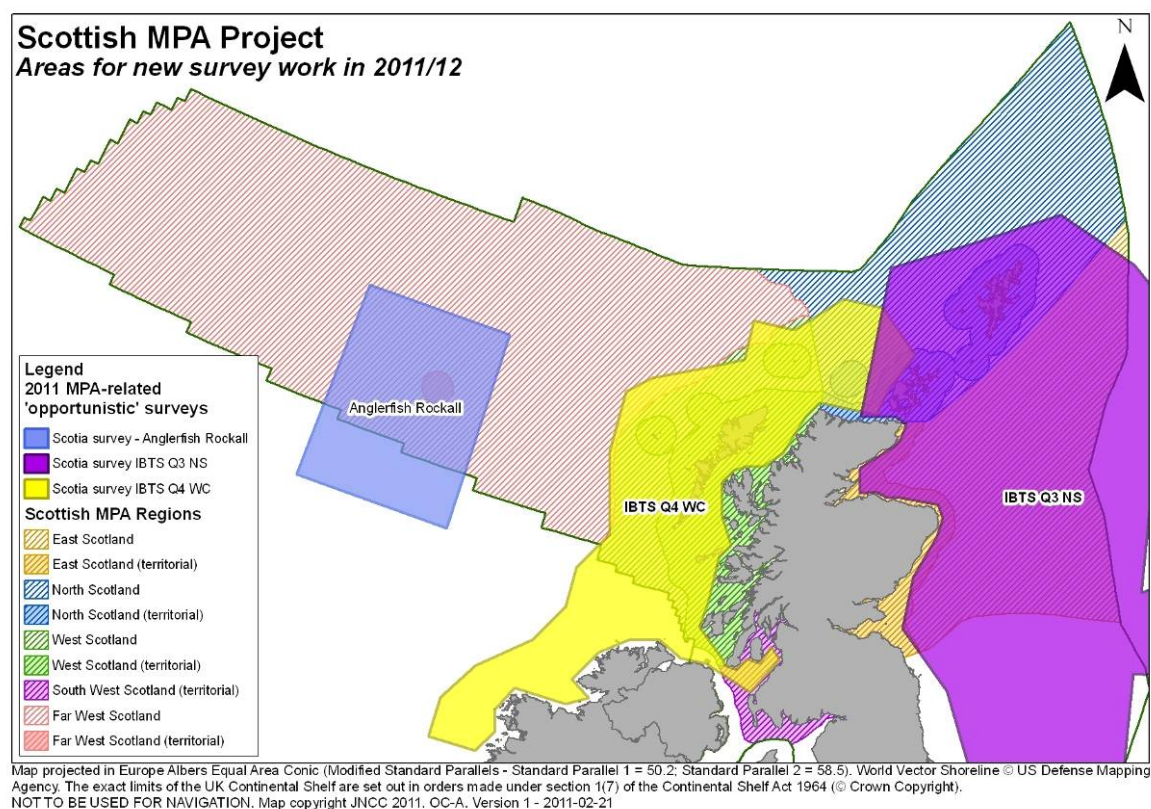 Scottish MPA Project
Areas for new survey work in 2011/12
N
Anglerfish Rockall
IBTS Q4 WC
IBTS Q3 NS
Legend
2011 MPA-related
'opportunistic' surveys
Scotia survey - Anglerfish Rockall
Scotia survey IBTS Q3 NS
Scotia survey IBTS Q4 WC
Scottish MPA Regions
East Scotland
East Scotland (territorial)
North Scotland
North Scotland (territorial)
West Scotland
West Scotland (territorial)
South West Scotland (territorial)
Far West Scotland
Far West Scotland (territorial)
Map projected in Europe Albers Equal Area Conic (Modified Standard Parallels - Standard Parallel 1 = 50.2; Standard Parallel 2 = 58.5). World Vector Shoreline © US Defense Mapping
Agency. The exact limits of the UK Continental Shelf are set out in orders made under section 1(7) of the Continental Shelf Act 1964 (© Crown Copyright).
NOT TO BE USED FOR NAVIGATION. Map copyright JNCC 2011. OC-A. Version 1 - 2011-02-21